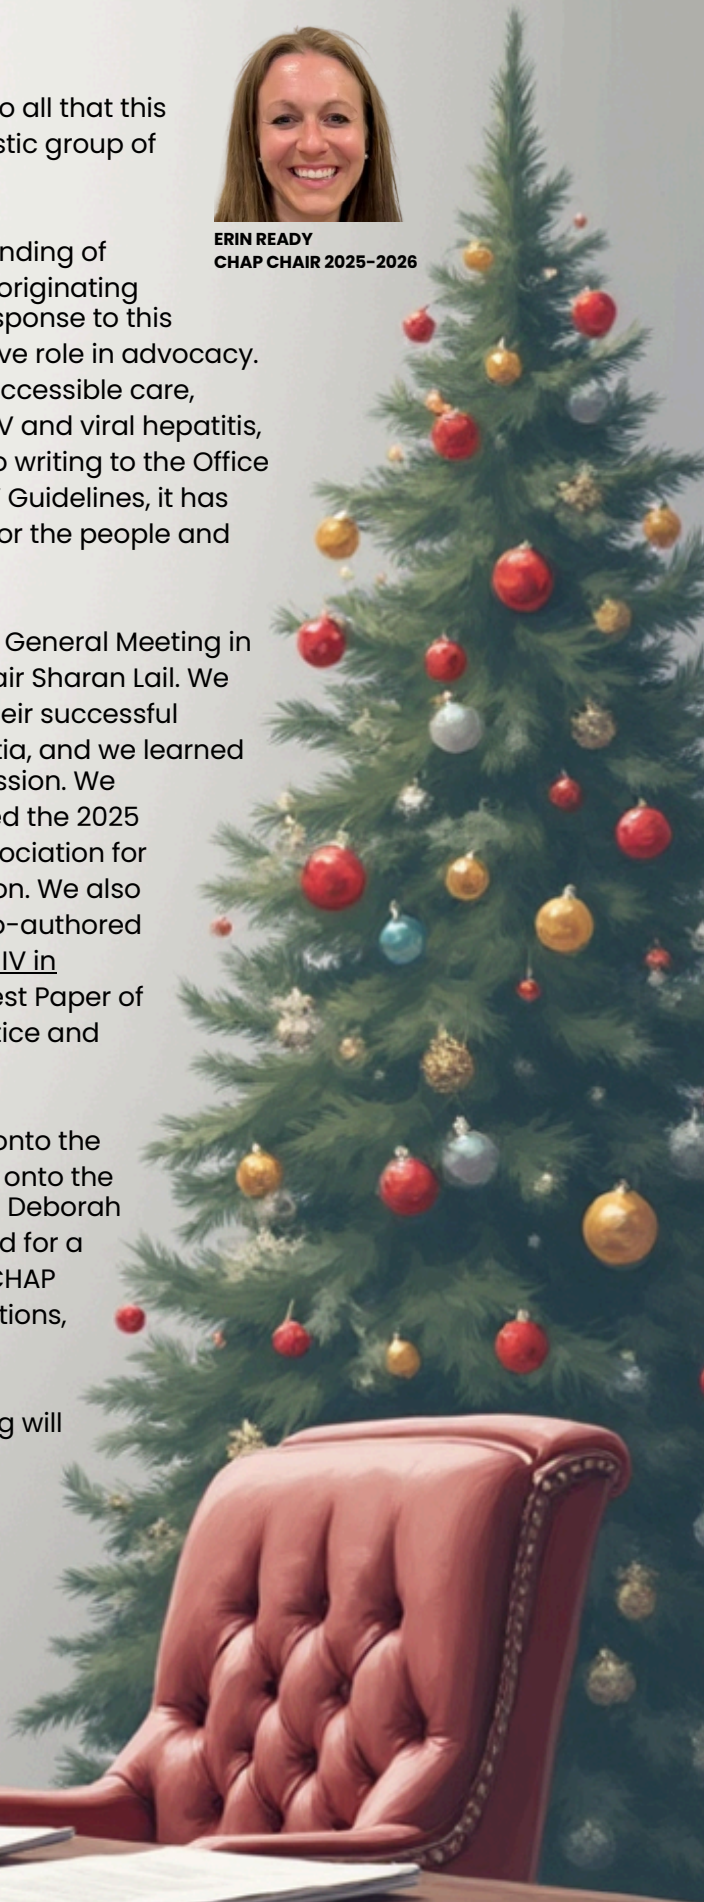 o all that this
stic group of
ERIN READY
CHAP CHAIR 2025-2026
nding of
originating
sponse to this
ve role in advocacy.
ccessible care,
V and viral hepatitis,
o writing to the Office
Guidelines, it has
or the people and
General Meeting in
air Sharan Lail. We
eir successful
tia, and we learned
ssion. We
ed the 2025
ociation for
on. We also
o-authored
IV in
est Paper of
tice and
onto the
onto the
Deborah
d for a
CHAP
tions,
g will